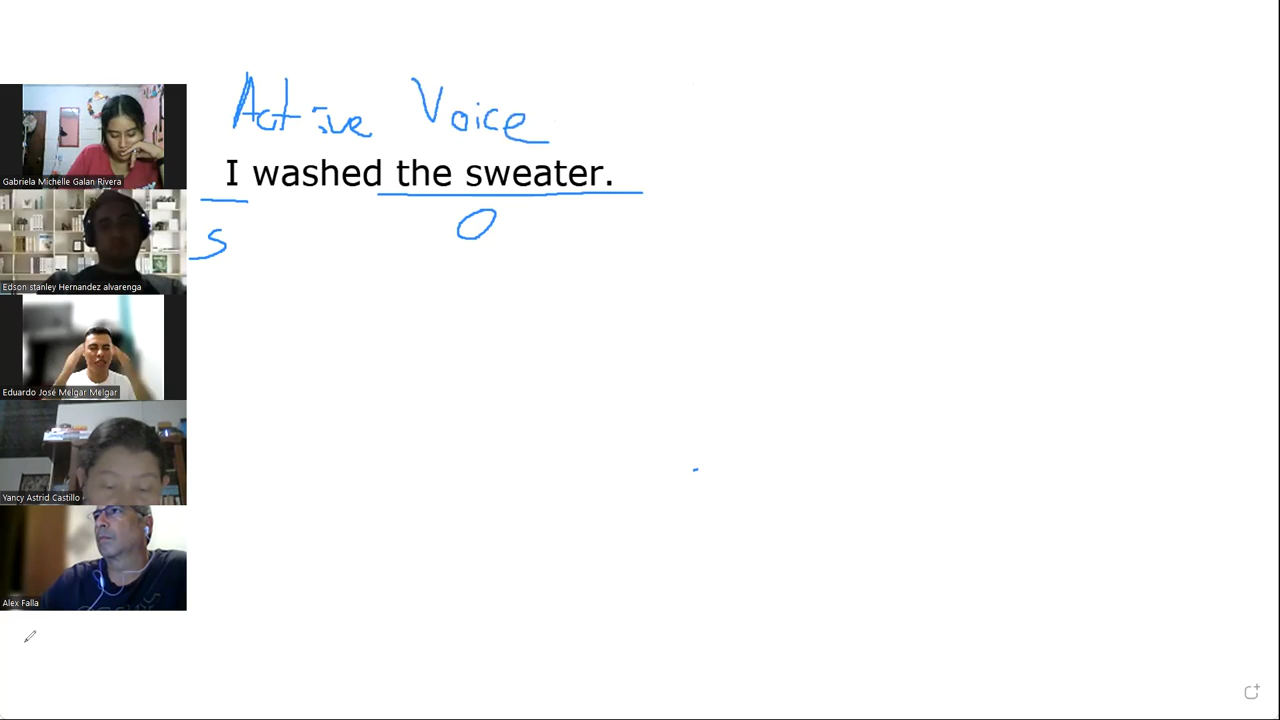 Active Voice
I washed the sweater.
S
O
Gabriela Michelle Galan Rivera
Edson stanley Hernandez alvarenga
Eduardo José Melgar Melgar
Yancy Astrid Castillo
Alex Falla